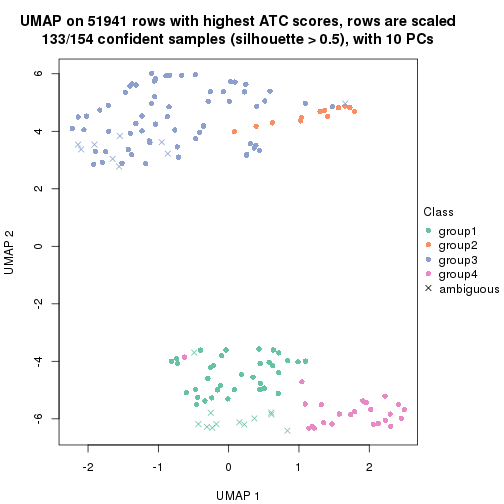 UMAP on 51941 rows with highest ATC scores, rows are scaled
133/154 confident samples (silhouette > 0.5), with 10 PCs
6
4
2
0
-2
-4
-6
UMAP 2
-2
-1
0
1
2
UMAP 1
Class
group1
group2
group3
group4
ambiguous